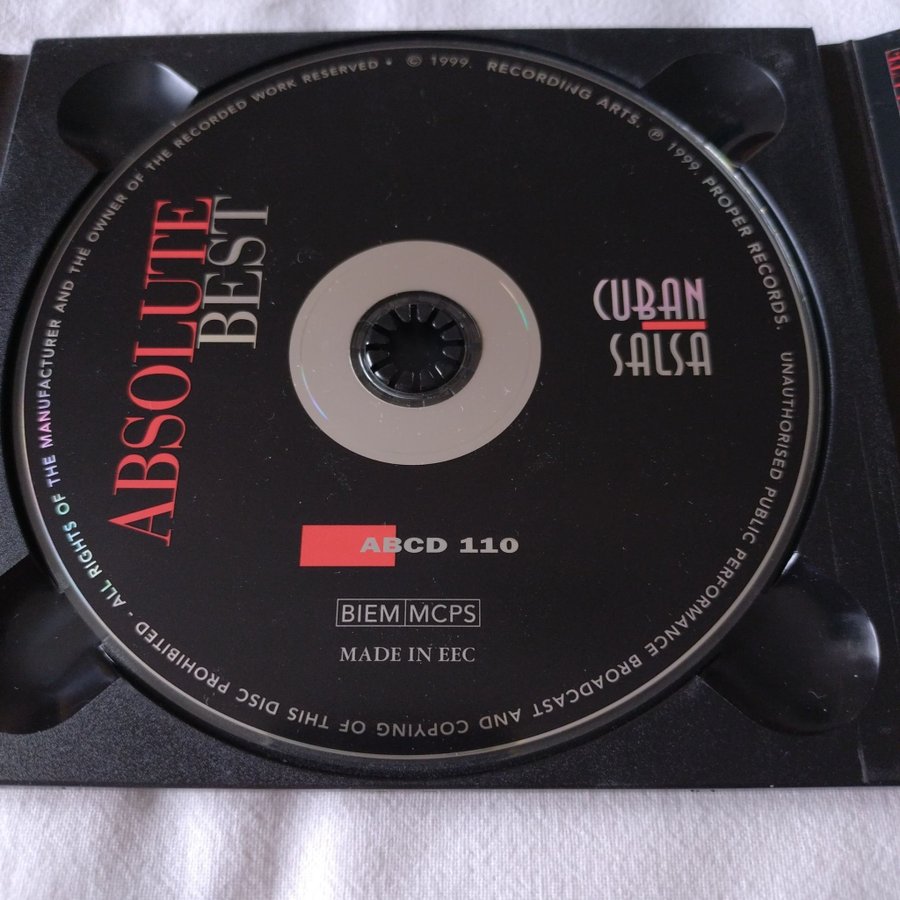 ALL RIGHTS OF THE MANUFACTURER AND THE OWNER OF THE RECORDED WORK RESERVED • © 1999. RECORDING ARTS. ℗ 1999. PROPER RECORDS. UNAUTHORISED PUBLIC PERFORMANCE BROADCAST AND COPYING OF THIS DISC PROHIBITED -
ABSOLUTE
BEST
CUBAN
SALSA
ABCD 110
BIEM MCPS
MADE IN EEC